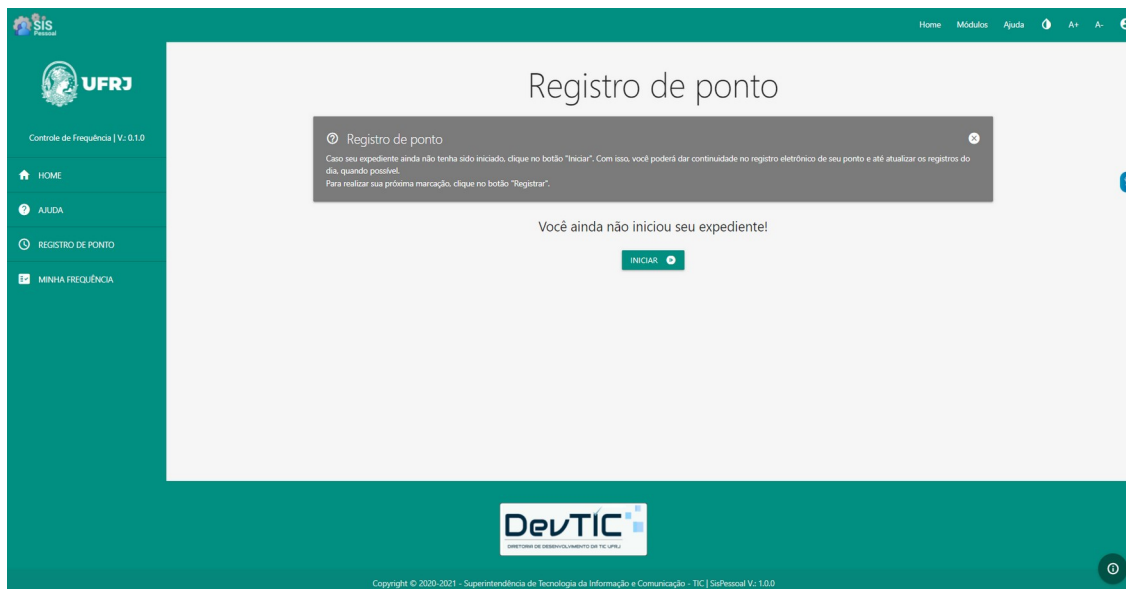 sis
Pessoal
Home Módulos Ajuda A+ A-
UFRJ
Controle de Frequência | V.: 0.1.0
HOME
AJUDA
REGISTRO DE PONTO
MINHA FREQUÊNCIA
Registro de ponto
Registro de ponto
Caso seu expediente ainda não tenha sido iniciado, clique no botão "Iniciar". Com isso, você poderá dar continuidade no registro eletrônico de seu ponto e até atualizar os registros do
dia, quando possível.
Para realizar sua próxima marcação, clique no botão "Registrar".
Você ainda não iniciou seu expediente!
INICIAR
DevTIC
DIRETORIA DE DESENVOLVIMENTO DA TIC UFRJ
Copyright © 2020-2021 - Superintendência de Tecnologia da Informação e Comunicação - TIC | SisPessoal V.: 1.0.0